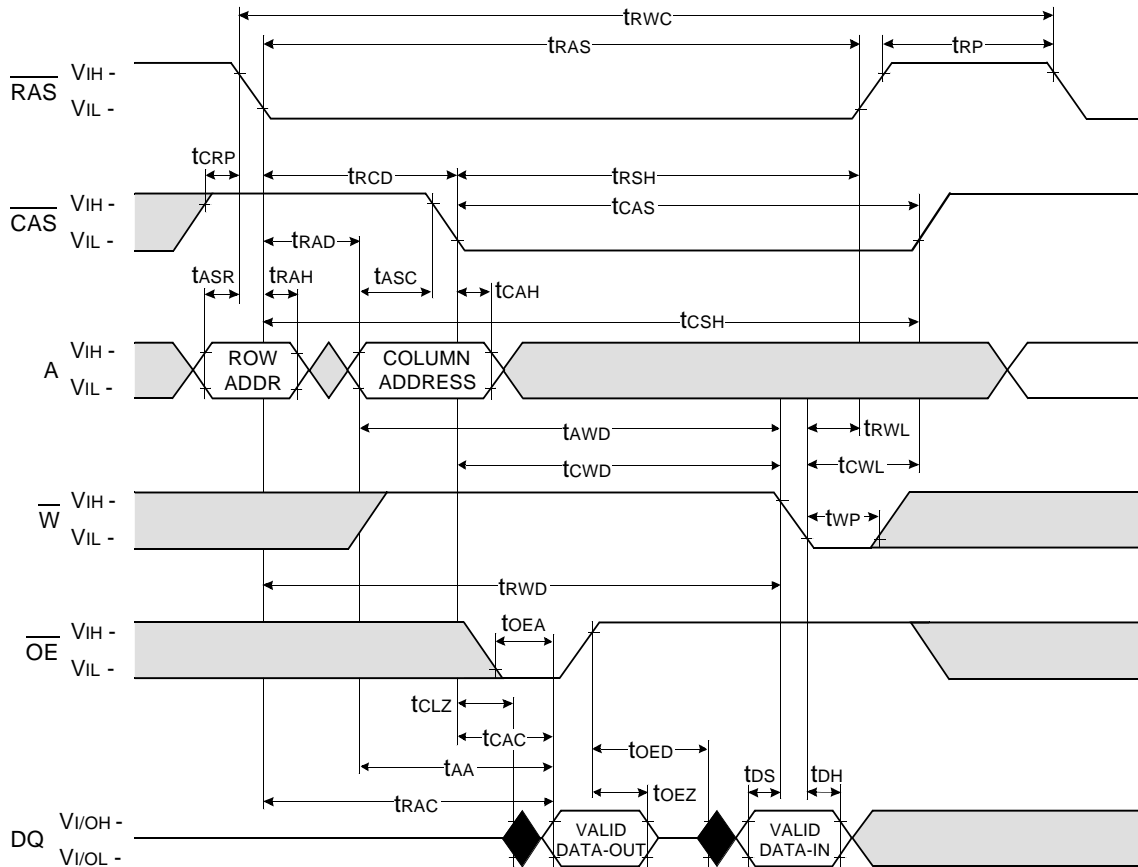 tRWC
tRAS
tRP
RAS
VIH -
VIL -
tCRP
tRCD
tRSH
CAS
VIH -
VIL -
tCAS
tRAD
tASR
tRAH
tASC
tCAH
tCSH
A
VIH -
VIL -
ROW
ADDR
COLUMN
ADDRESS
tAWD
tRWL
tCWD
tCWL
W
VIH -
VIL -
tWP
tRWD
OE
VIH -
VIL -
tOEA
tCLZ
tCAC
tOED
tAA
tDS
tDH
tRAC
tOEZ
DQ
VI/OH -
VI/OL -
VALID
DATA-OUT
VALID
DATA-IN